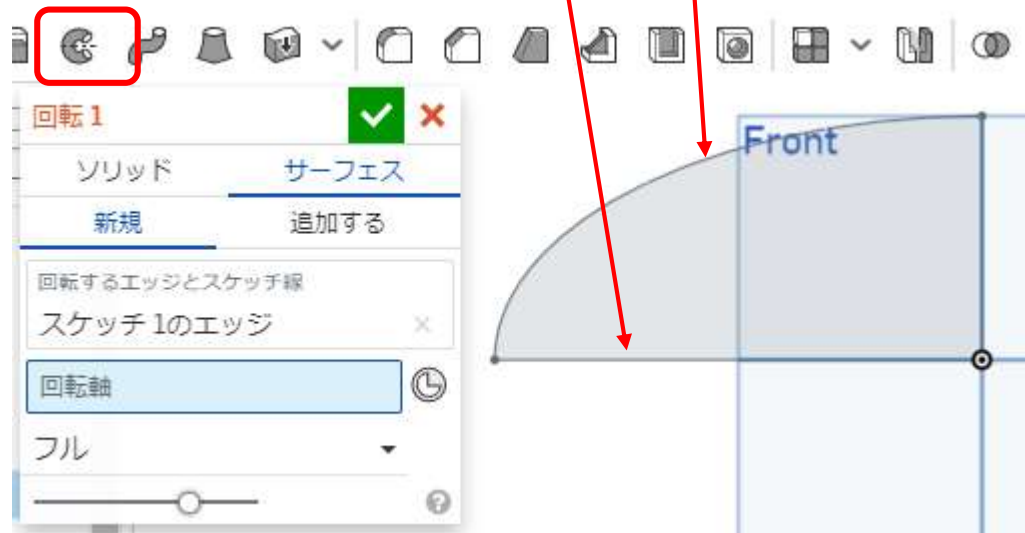 回転 1
ソリッド サーフェス
新規 追加する
回転するエッジとスケッチ線
スケッチ 1のエッジ
回転軸
フル
Front